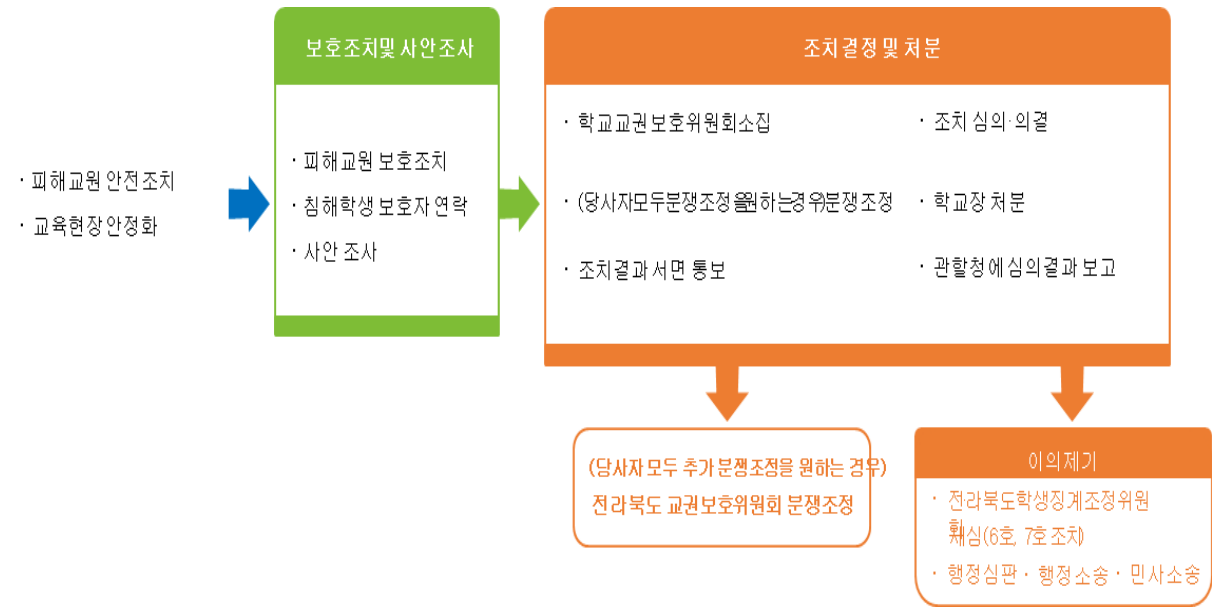 · 피해교원 안전조치
· 교육현장 안정화
보호조치및 사안조사
· 피해교원 보호조치
· 침해학생 보호자 연락
· 사안 조사
조치결정 및 처분
· 학교교권보호위원회소집
· 조치 심의·의결
· (당사자모두분쟁조정을원하는경우)분쟁조정
· 학교장 처분
· 조치결과 서면 통보
· 관할청에 심의결과 보고
(당사자 모두 추가 분쟁조정을 원하는 경우)
전라북도 교권보호위원회 분쟁조정
이의제기
· 전라북도학생징계조정위원
회
재심(6호, 7호 조치)
· 행정심판 · 행정소송 · 민사소송